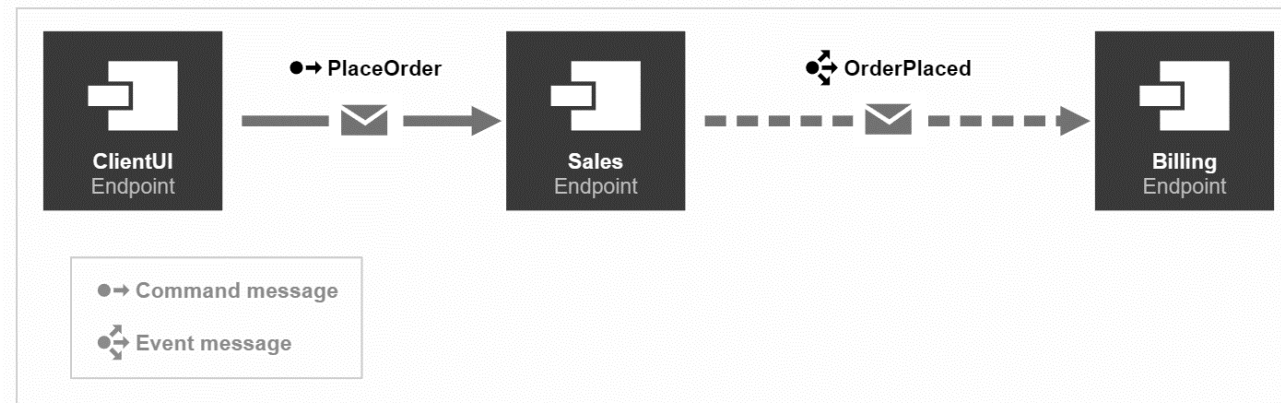 PlaceOrder
OrderPlaced
ClientUI
Endpoint
Sales
Endpoint
Billing
Endpoint
Command message
Event message